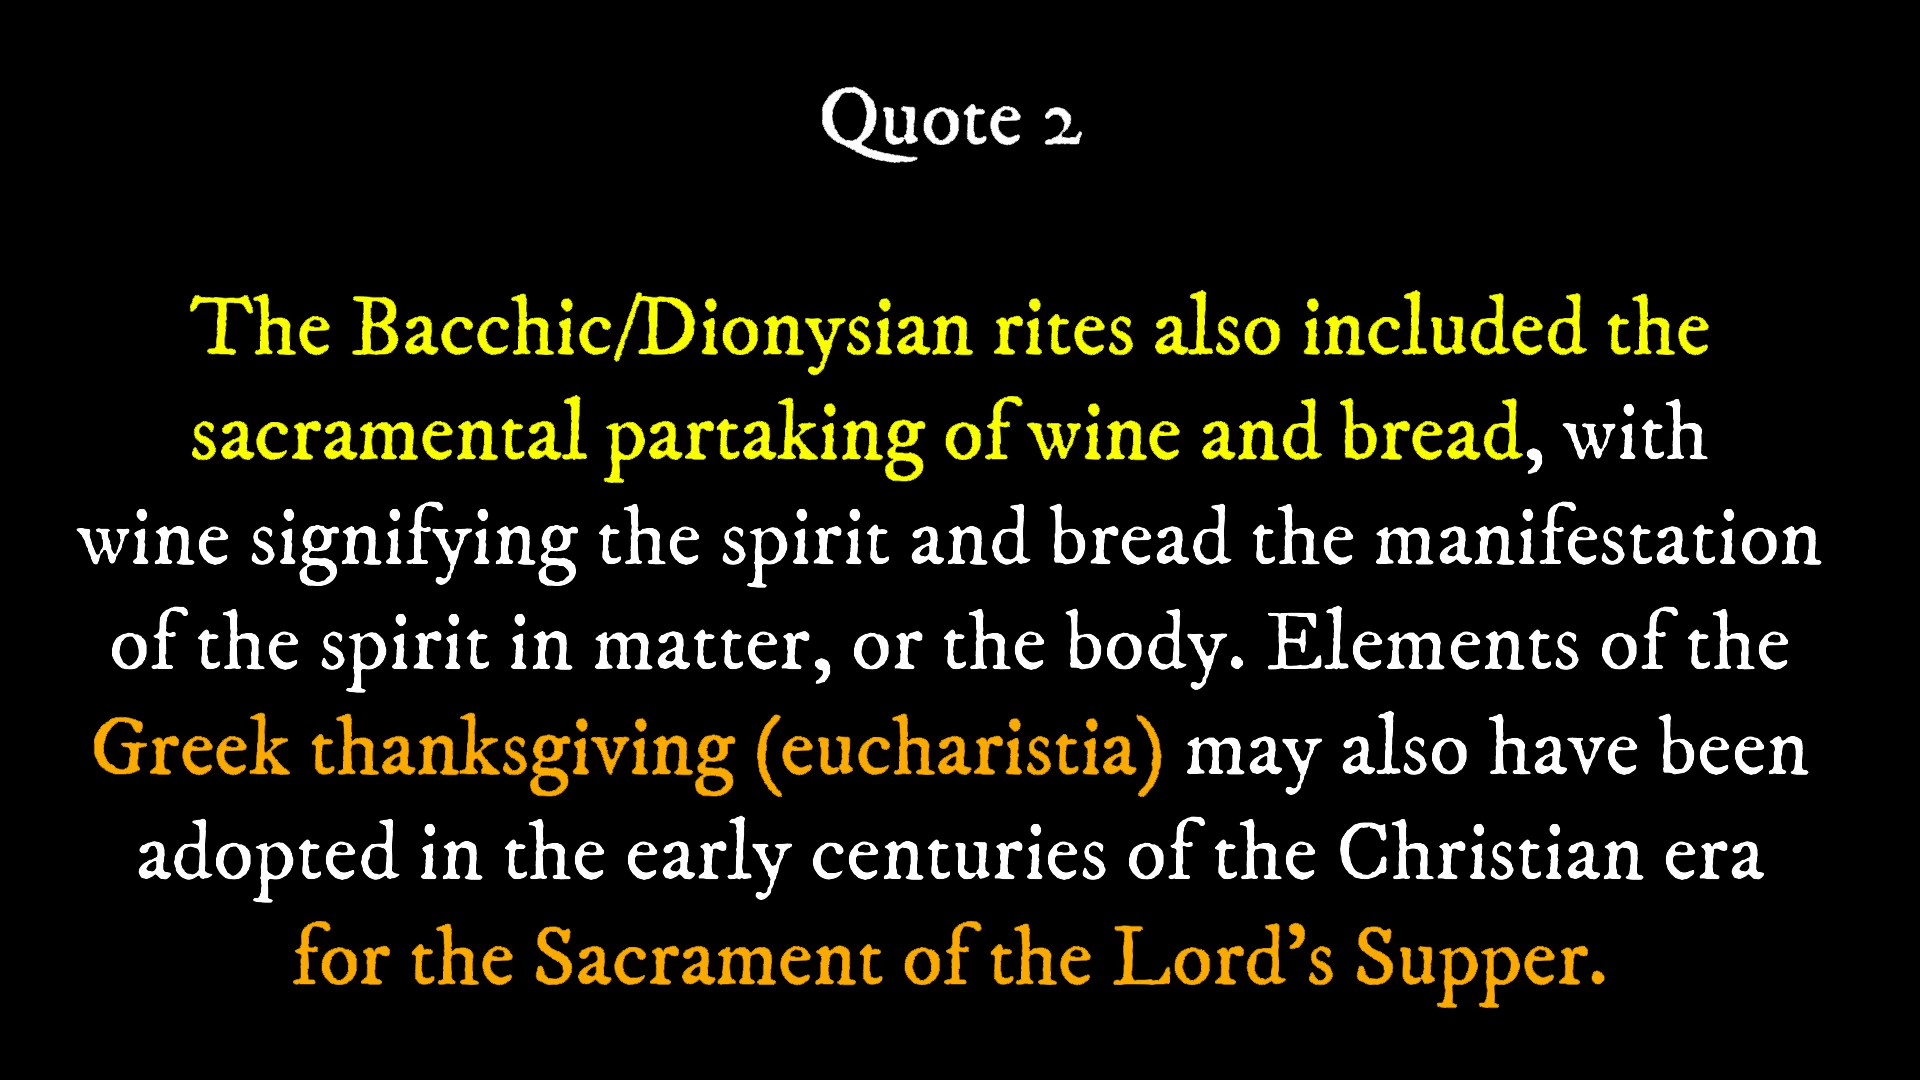 Quote 2
The Bacchic/Dionysian rites also included the
sacramental partaking of wine and bread, with
wine signifying the spirit and bread the manifestation
of the spirit in matter, or the body. Elements of the
Greek thanksgiving (eucharistia) may also have been
adopted in the early centuries of the Christian era
for the Sacrament of the Lord’s Supper.